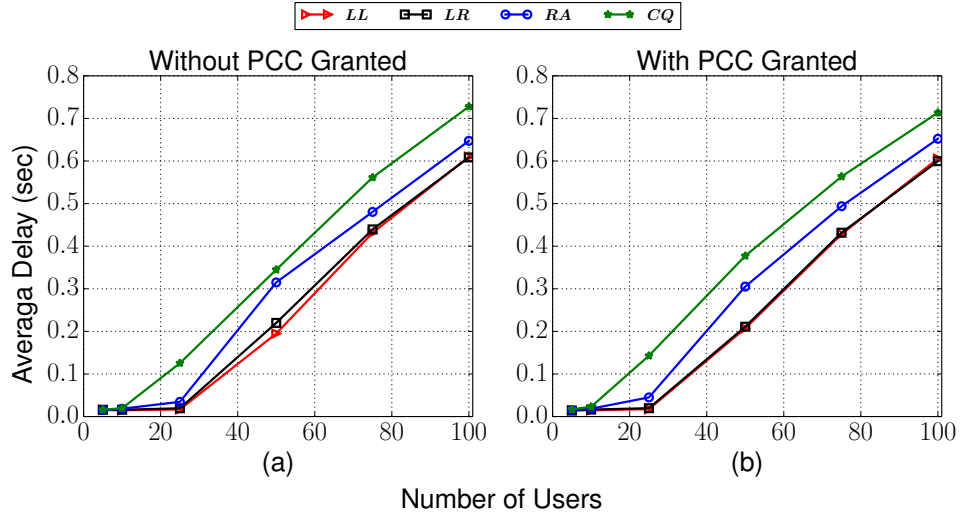 LL LR RA CQ
Without PCC Granted With PCC Granted
Averaga Delay (sec)
0.8
0.7
0.6
0.5
0.4
0.3
0.2
0.1
0.0
0 20 40 60 80 100
(a)
0.8
0.7
0.6
0.5
0.4
0.3
0.2
0.1
0.0
0 20 40 60 80 100
(b)
Number of Users